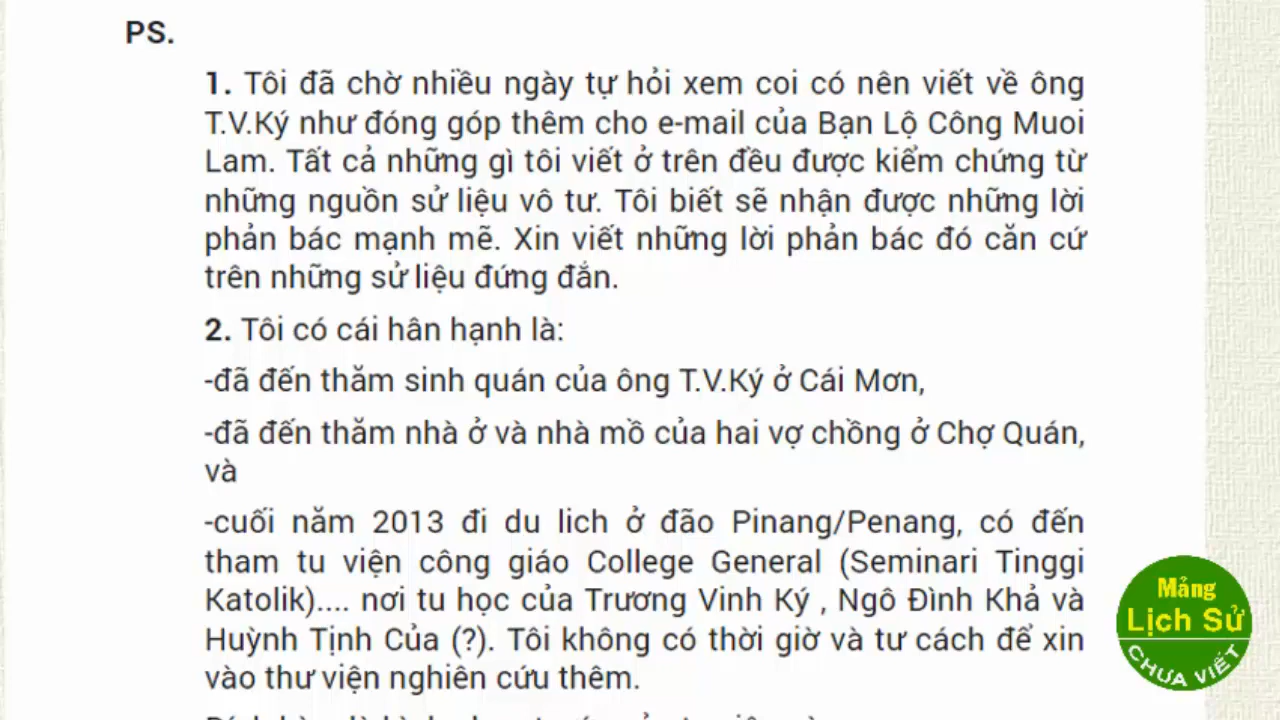 PS.
1. Tôi đã chờ nhiều ngày tự hỏi xem coi có nên viết về ông
T.V.Ký như đóng góp thêm cho e-mail của Bạn Lộ Công Muoi
Lam. Tất cả những gì tôi viết ở trên đều được kiểm chứng từ
những nguồn sử liệu vô tư. Tôi biết sẽ nhận được những lời
phản bác mạnh mẽ. Xin viết những lời phản bác đó căn cứ
trên những sử liệu đứng đắn.
2. Tôi có cái hân hạnh là:
-đã đến thăm sinh quán của ông T.V.Ký ở Cái Mơn,
-đã đến thăm nhà ở và nhà mồ của hai vợ chồng ở Chợ Quán,
và
-cuối năm 2013 đi du lich ở đão Pinang/Penang, có đến
tham tu viện công giáo College General (Seminari Tinggi
Katolik).... nơi tu học của Trương Vinh Ký , Ngô Đình Khả và
Huỳnh Tịnh Của (?). Tôi không có thời giờ và tư cách để xin
vào thư viện nghiên cứu thêm.
Mảng
Lịch Sử
CHƯA VIẾT